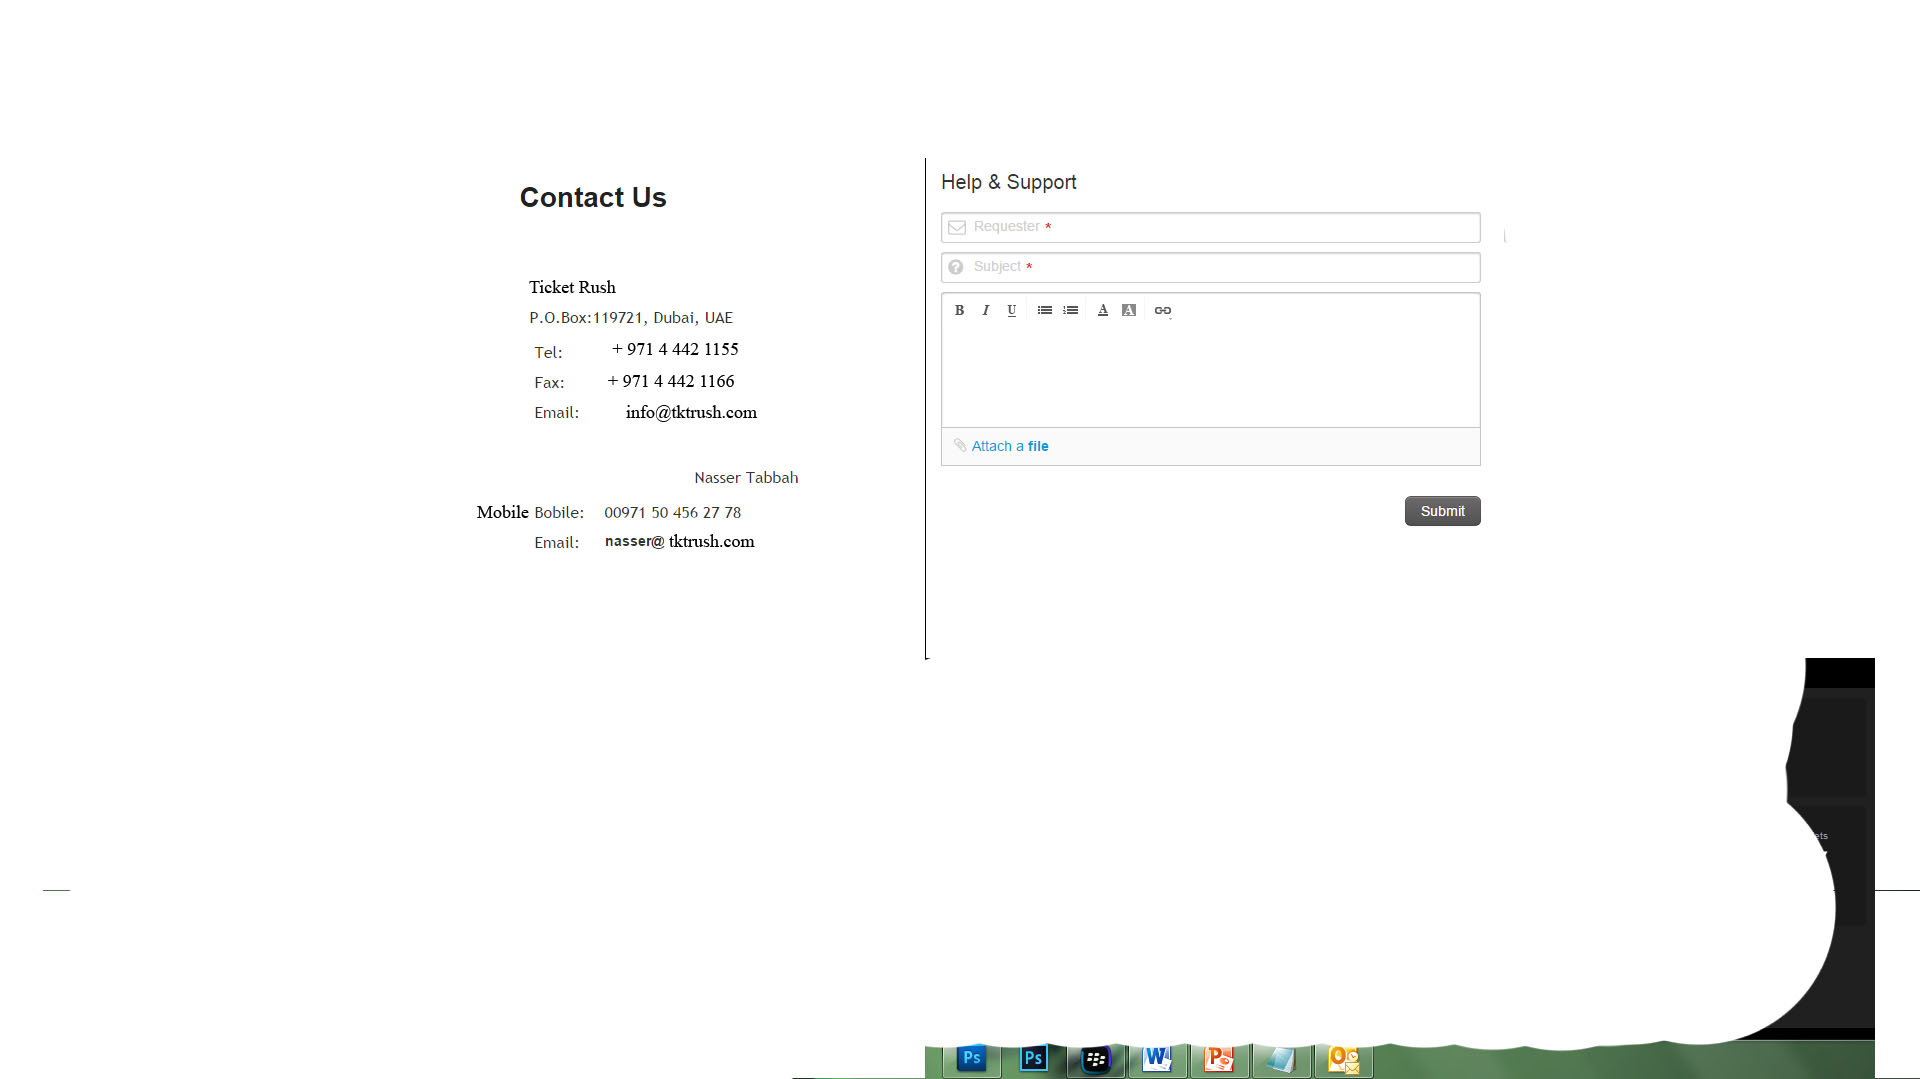 Contact Us
Ticket Rush
P.O.Box:119721, Dubai, UAE
Tel: + 971 4 442 1155
Fax: + 971 4 442 1166
Email: info@tktrush.com
Nasser Tabbah
Mobile Bobile: 00971 50 456 27 78
Email: nasser@ tktrush.com
Help & Support
Requester *
Subject *
B I U A A
Attach a file
Submit
ets
Ps Ps W P O